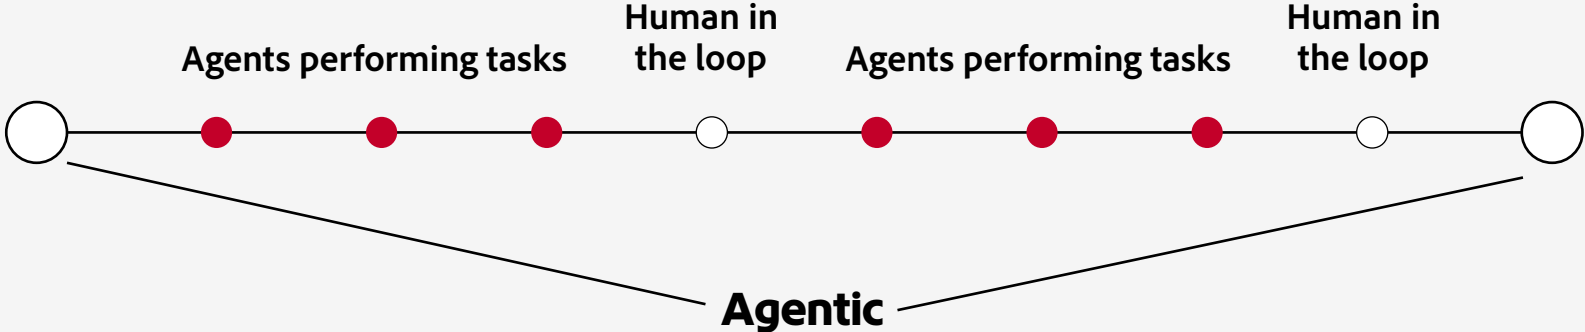 Human in
the loop
Human in
the loop
Agents performing tasks
Agents performing tasks
Agentic